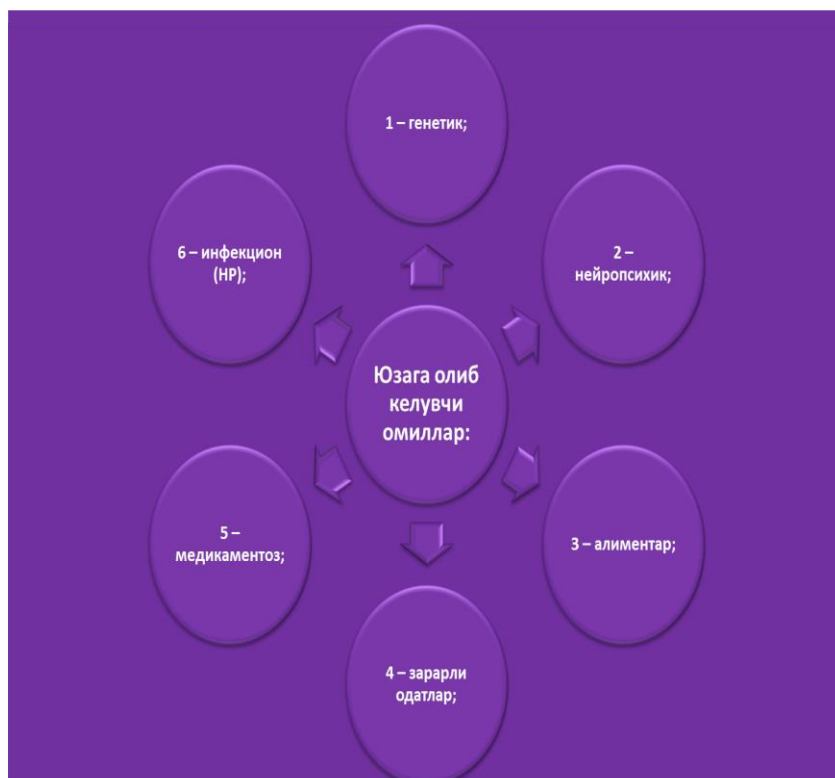 1 – генетик;
2 –
нейропсихик;
3 – алиментар;
4 – зарарли
одатлар;
5 –
медикаментоз;
6 – инфекцион
(НР);
Юзага олиб
келувчи
омиллар: